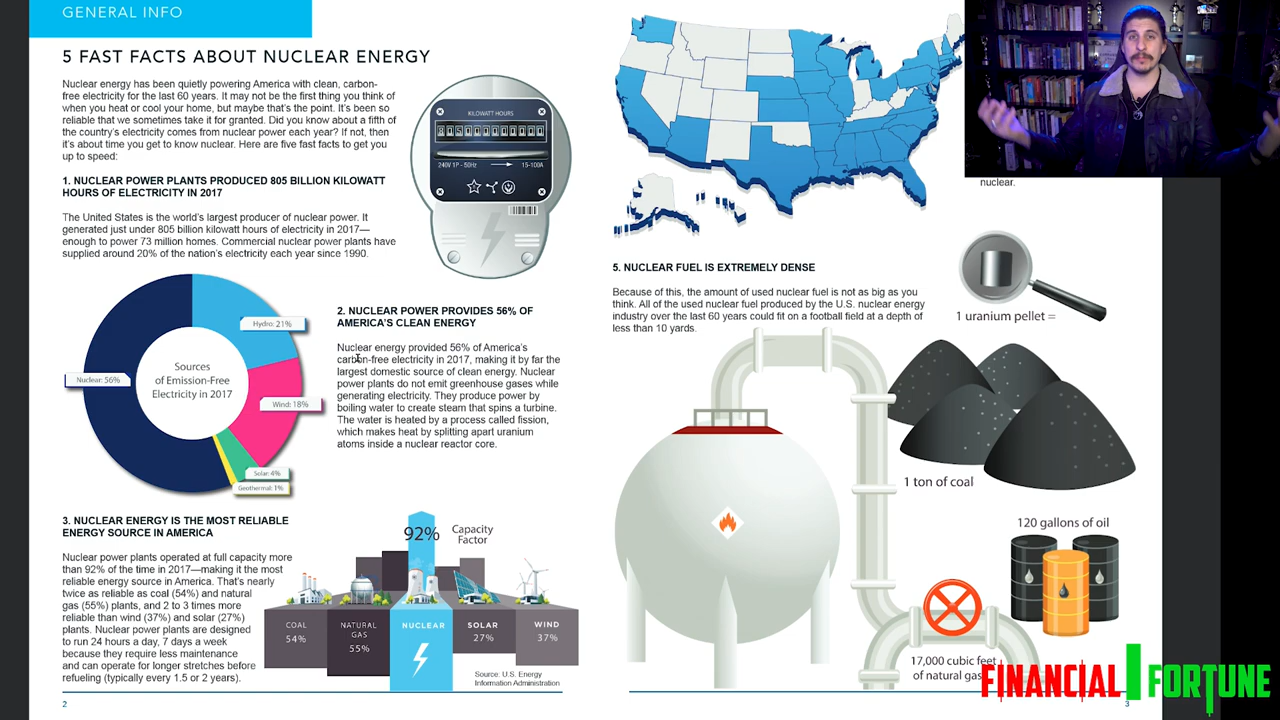 GENERAL INFO
5 FAST FACTS ABOUT NUCLEAR ENERGY
Nuclear energy has been quietly powering America with clean, carbon-
free electricity for the last 60 years. It may not be the first thing you think of
when you heat or cool your home, but maybe that's the point. It's been so
reliable that we sometimes take it for granted. Did you know about a fifth of
the country's electricity comes from nuclear power each year? If not, then
it's about time you get to know nuclear. Here are five fast facts to get you
up to speed:
KILOWATT HOURS
805000000000
240V 1P - 50Hz
15-100A
1. NUCLEAR POWER PLANTS PRODUCED 805 BILLION KILOWATT
HOURS OF ELECTRICITY IN 2017
The United States is the world's largest producer of nuclear power. It
generated just under 805 billion kilowatt hours of electricity in 2017—
enough to power 73 million homes. Commercial nuclear power plants have
supplied around 20% of the nation's electricity each year since 1990.
Hydro: 21%
Nuclear: 56%
Sources
of Emission-Free
Electricity in 2017
Wind: 18%
Solar: 4%
Geothermal: 1%
2. NUCLEAR POWER PROVIDES 56% OF
AMERICA'S CLEAN ENERGY
Nuclear energy provided 56% of America's
carbon-free electricity in 2017, making it by far the
largest domestic source of clean energy. Nuclear
power plants do not emit greenhouse gases while
generating electricity. They produce power by
boiling water to create steam that spins a turbine.
The water is heated by a process called fission,
which makes heat by splitting apart uranium
atoms inside a nuclear reactor core.
3. NUCLEAR ENERGY IS THE MOST RELIABLE
ENERGY SOURCE IN AMERICA
Nuclear power plants operated at full capacity more
than 92% of the time in 2017—making it the most
reliable energy source in America. That's nearly
twice as reliable as coal (54%) and natural
gas (55%) plants, and 2 to 3 times more
reliable than wind (37%) and solar (27%)
plants. Nuclear power plants are designed
to run 24 hours a day, 7 days a week
because they require less maintenance
and can operate for longer stretches before
refueling (typically every 1.5 or 2 years).
92%
Capacity
Factor
COAL
54%
NATURAL
GAS
55%
NUCLEAR
SOLAR
27%
WIND
37%
Source: U.S. Energy
Information Administration
2
nuclear.
5. NUCLEAR FUEL IS EXTREMELY DENSE
Because of this, the amount of used nuclear fuel is not as big as you
think. All of the used nuclear fuel produced by the U.S. nuclear energy
industry over the last 60 years could fit on a football field at a depth of
less than 10 yards.
1 uranium pellet =
1 ton of coal
120 gallons of oil
17,000 cubic feet
of natural gas
FINANCIAL FORTUNE
3